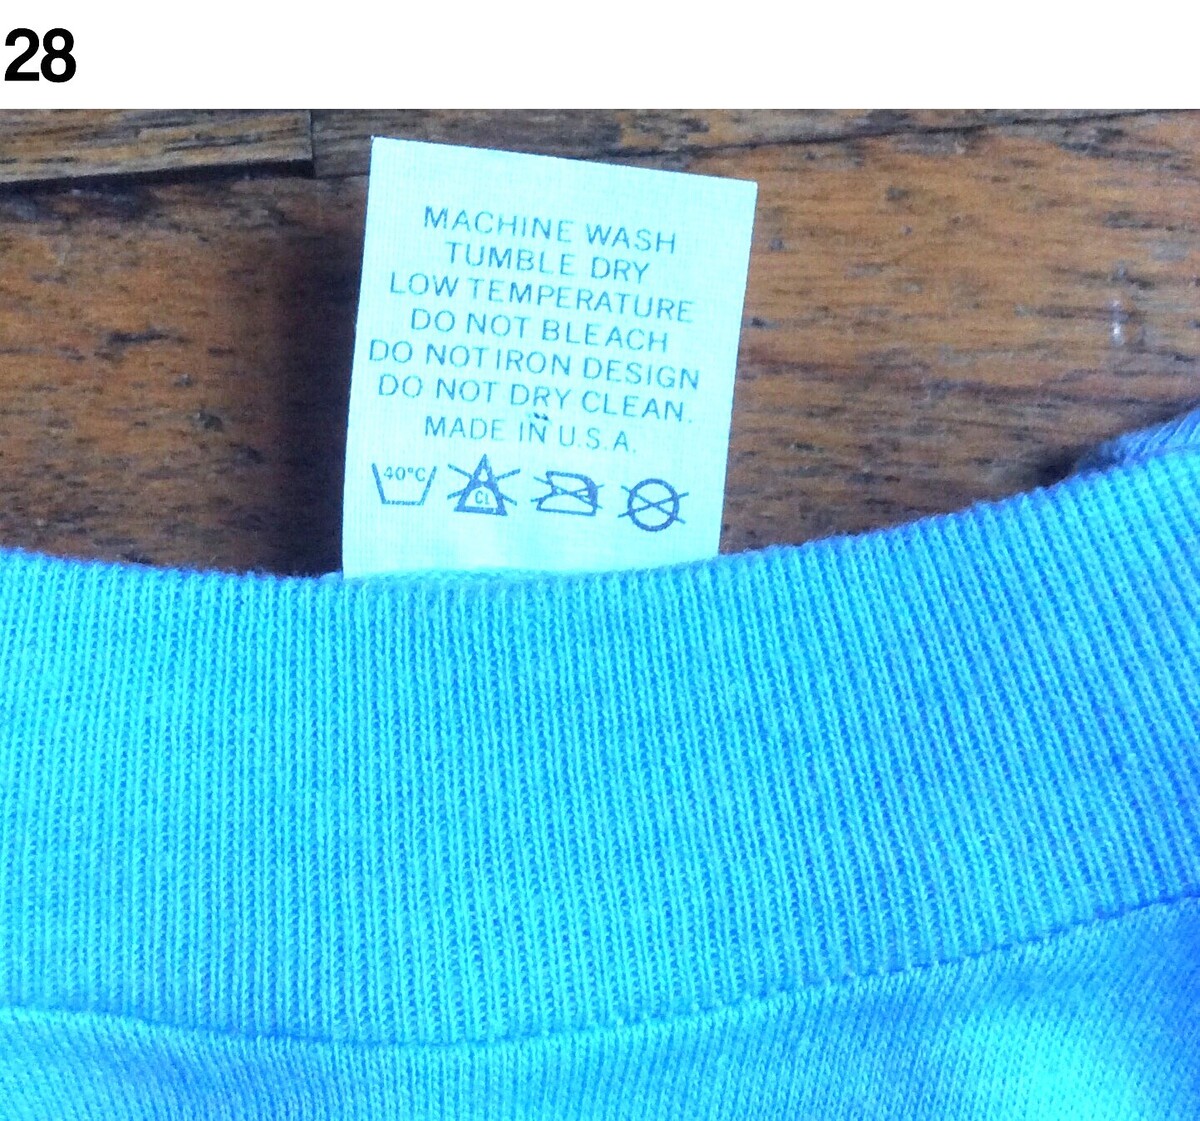 28
MACHINE WASH
TUMBLE DRY
LOW TEMPERATURE
DO NOT BLEACH
DO NOT IRON DESIGN
DO NOT DRY CLEAN.
MADE IN U.S.A.
40°C CL